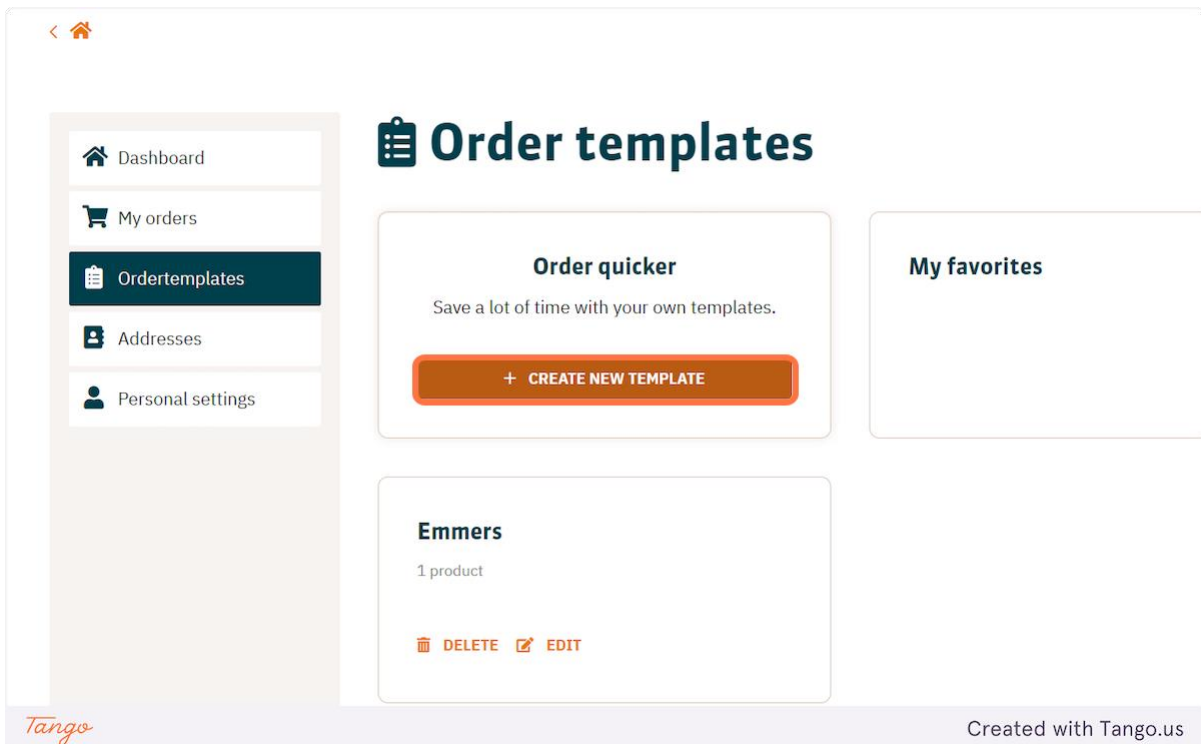 Dashboard
My orders
Ordertemplates
Addresses
Personal settings
Order templates
Order quicker
Save a lot of time with your own templates.
+ CREATE NEW TEMPLATE
My favorites
Emmers
1 product
DELETE EDIT
Tango
Created with Tango.us